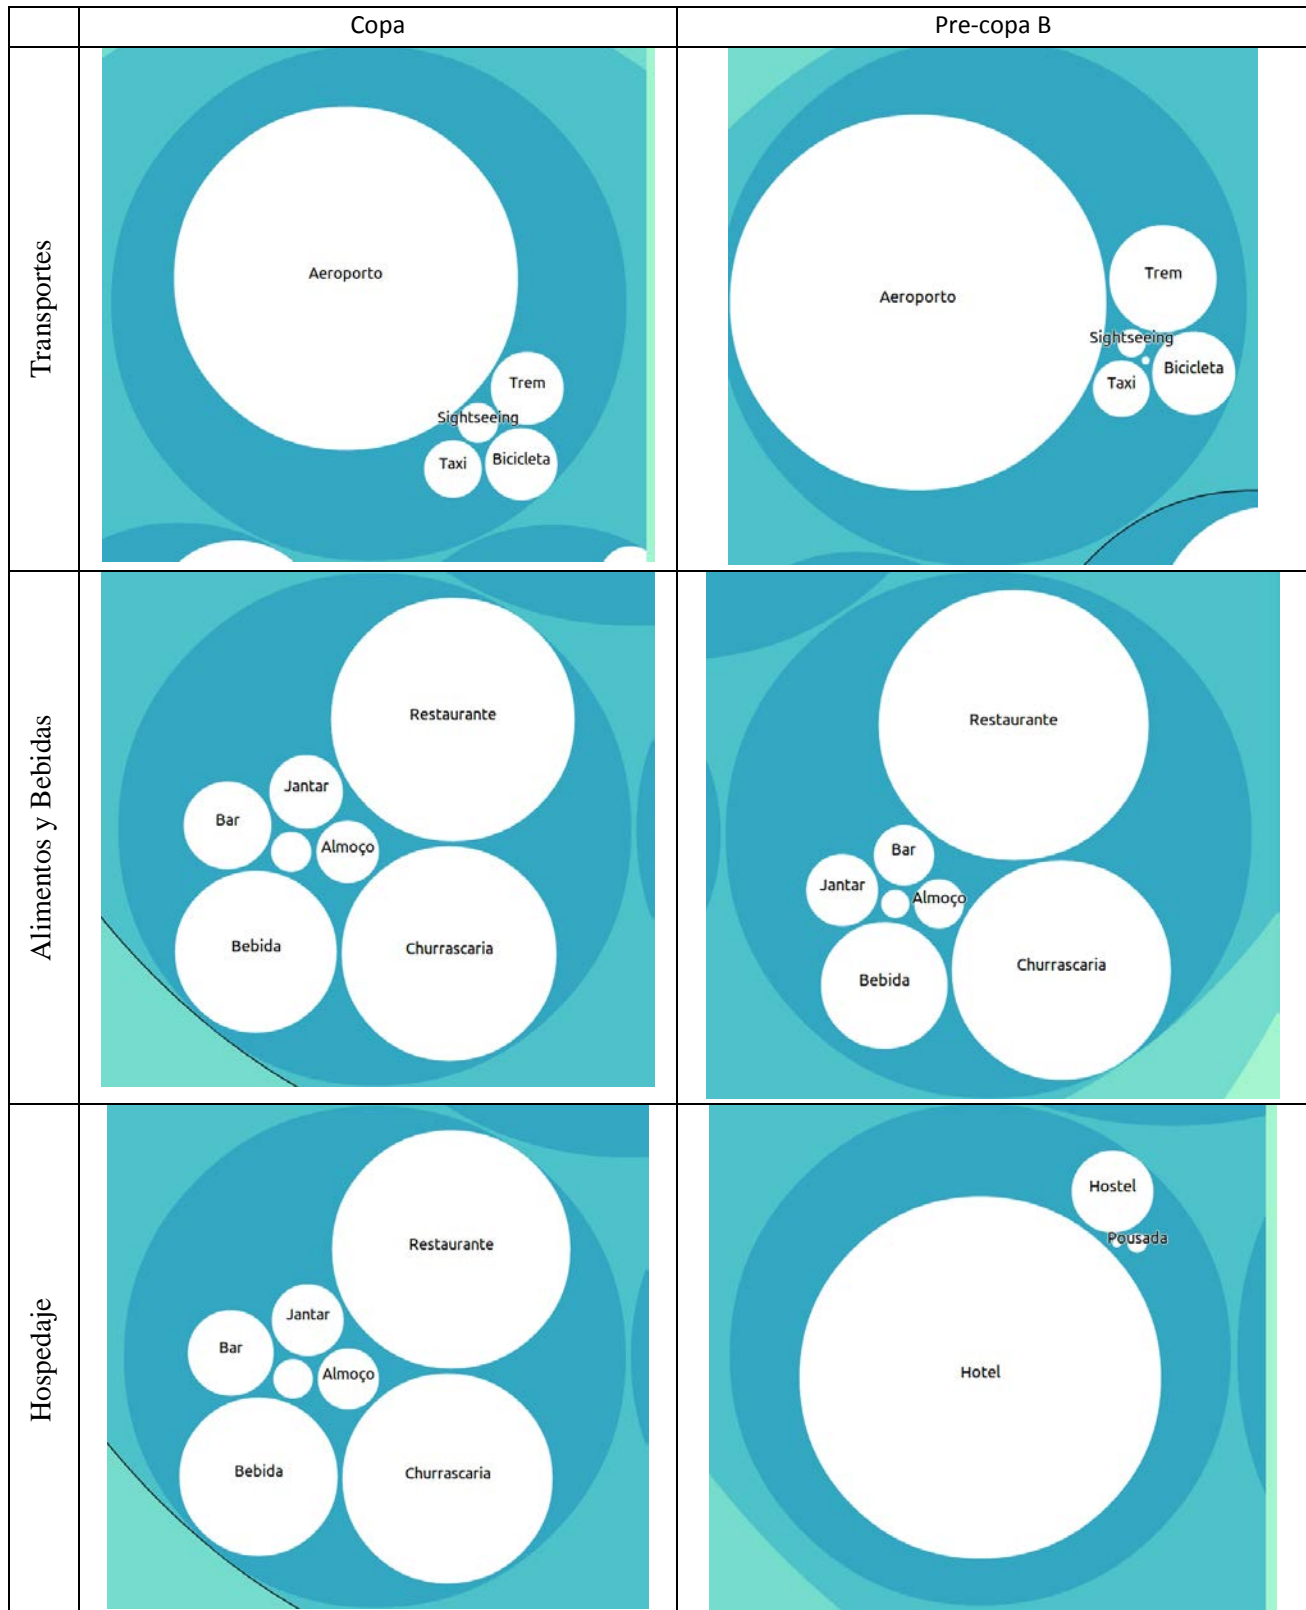 Copa
Pre-copa B
Transportes
Aeroporto
Trem
Sightseeing
Taxi
Bicicleta
Aeroporto
Trem
Sightseeing
Taxi
Bicicleta
Alimentos y Bebidas
Restaurante
Jantar
Bar
Almoço
Bebida
Churrascaria
Restaurante
Bar
Jantar
Almoço
Bebida
Churrascaria
Hospedaje
Restaurante
Jantar
Bar
Almoço
Bebida
Churrascaria
Hostel
Pousada
Hotel